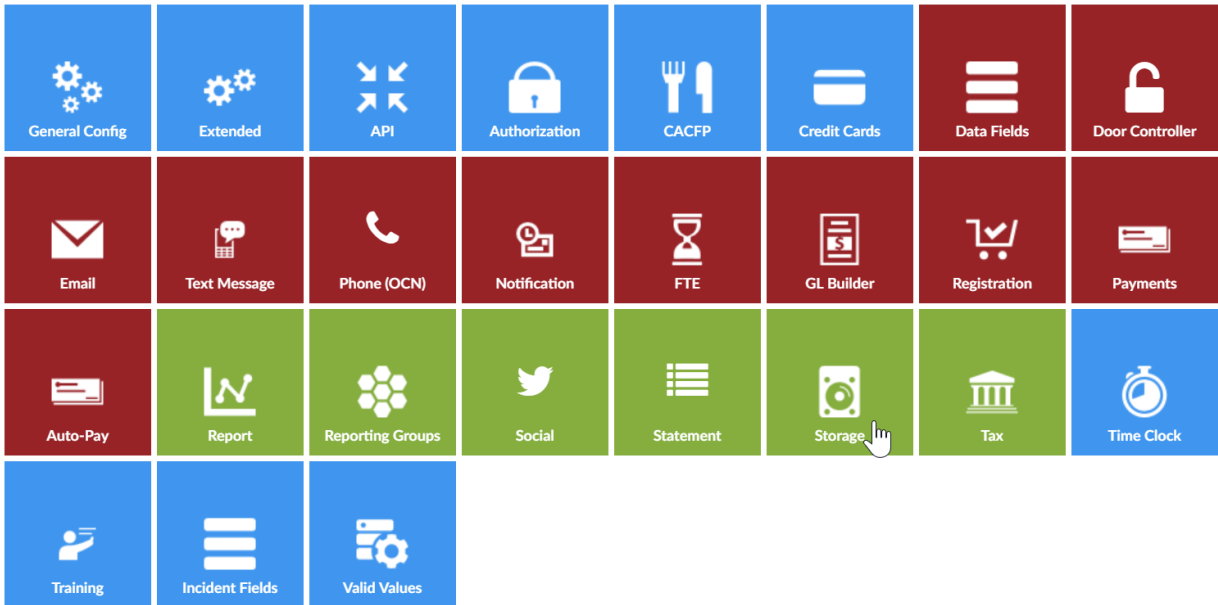 General Config
Extended
API
Authorization
CACFP
Credit Cards
Data Fields
Door Controller
Email
Text Message
Phone (OCN)
Notification
FTE
$
GL Builder
Registration
Payments
Auto-Pay
Report
Reporting Groups
Social
Statement
Storage
Tax
Time Clock
Training
Incident Fields
Valid Values